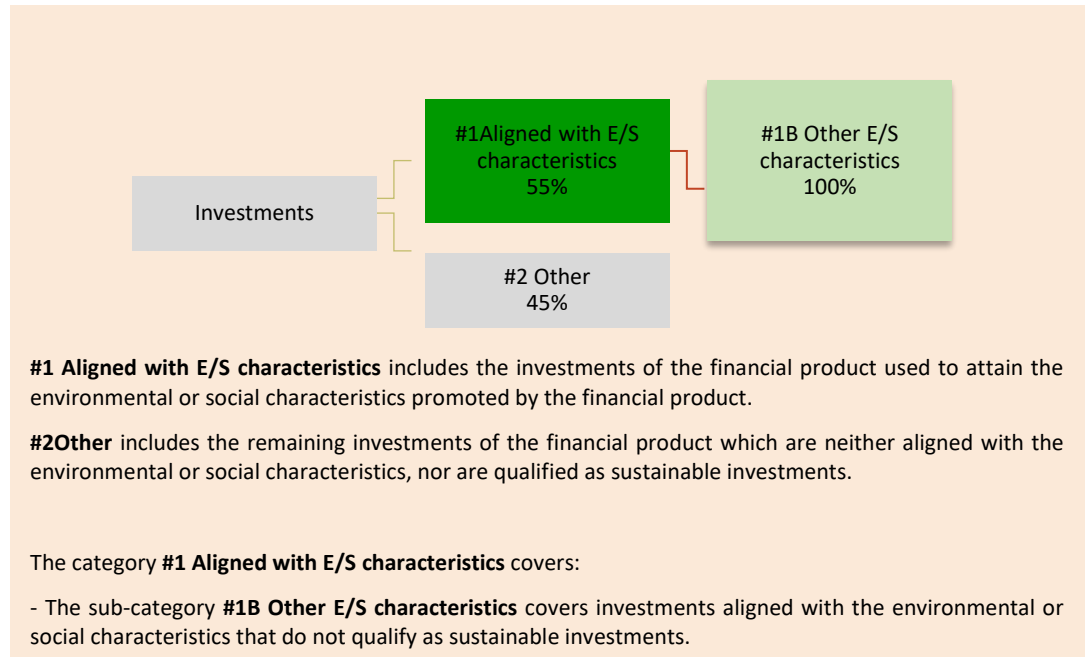 #1Aligned with E/S
characteristics
55%
#1B Other E/S
characteristics
100%
Investments
#2 Other
45%
#1 Aligned with E/S characteristics includes the investments of the financial product used to attain the
environmental or social characteristics promoted by the financial product.
#2Other includes the remaining investments of the financial product which are neither aligned with the
environmental or social characteristics, nor are qualified as sustainable investments.
The category #1 Aligned with E/S characteristics covers:
- The sub-category #1B Other E/S characteristics covers investments aligned with the environmental or
social characteristics that do not qualify as sustainable investments.